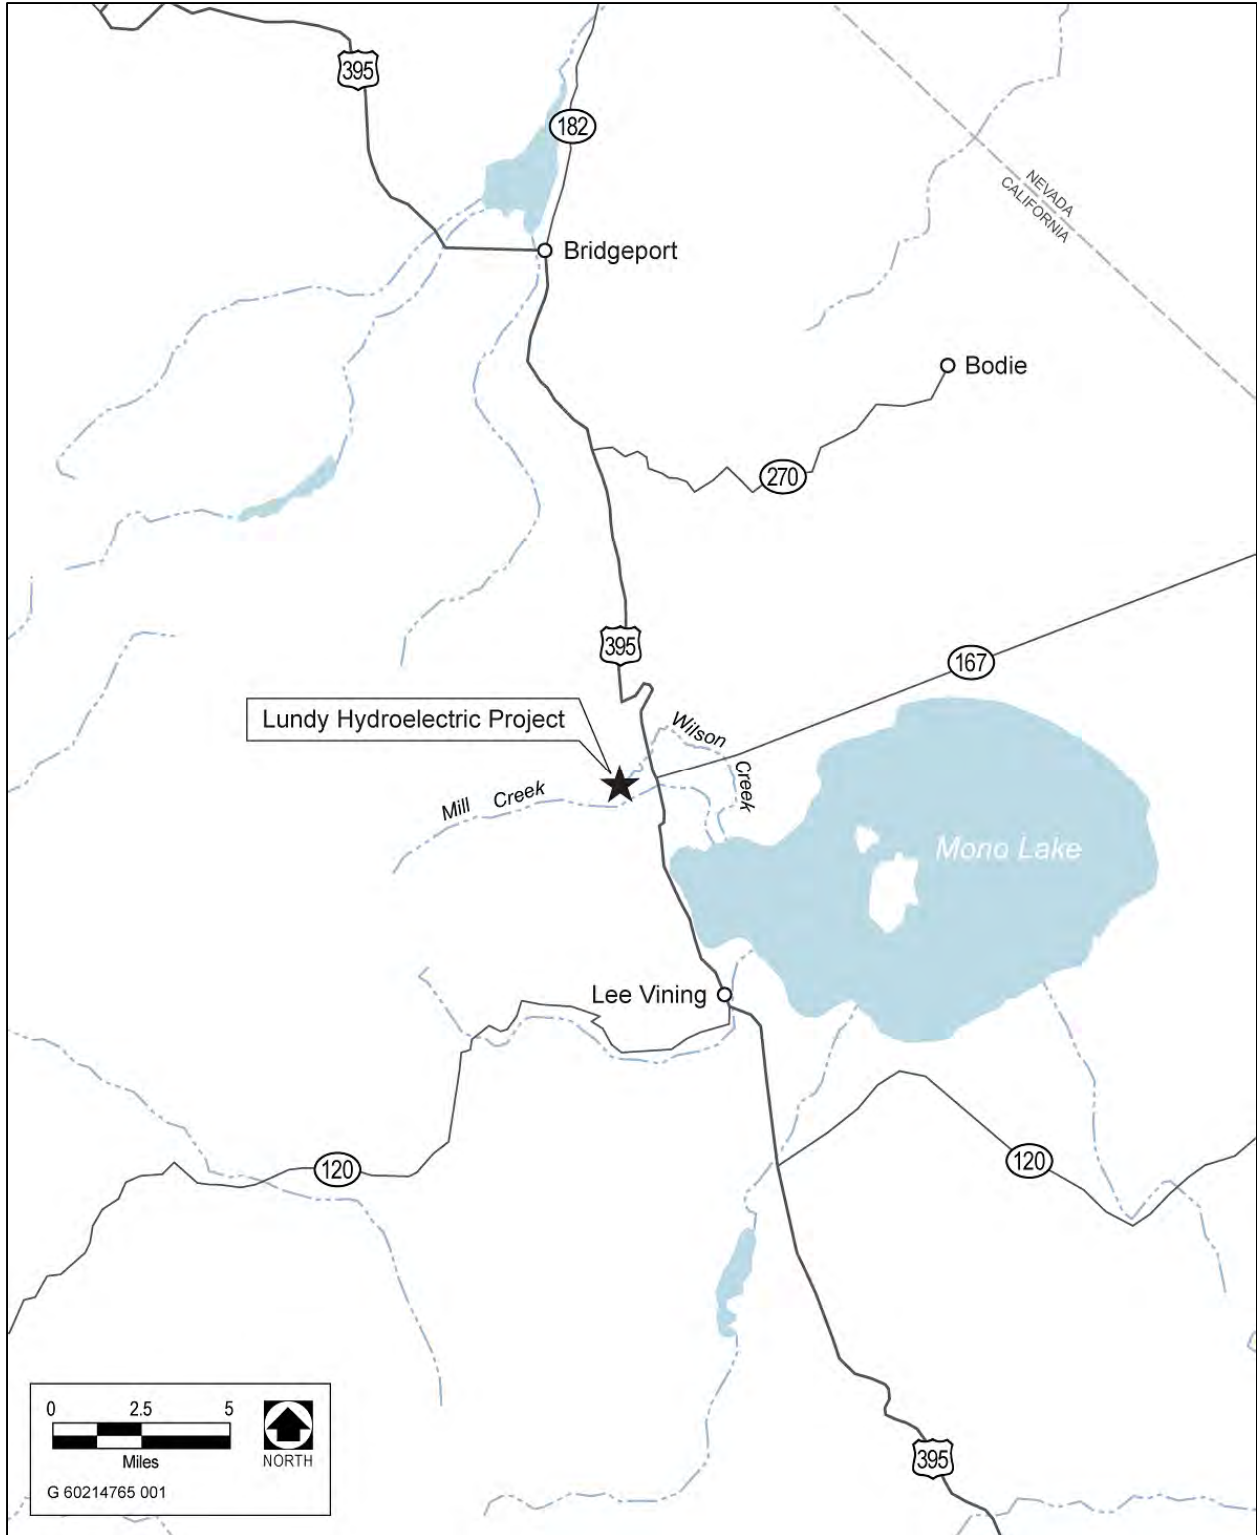 395
182
NEVADA
CALIFORNIA
Bridgeport
Bodie
270
395
167
Lundy Hydroelectric Project
Wilson
Creek
Mill Creek
Mono Lake
Lee Vining
120
120
0 2.5 5
Miles
NORTH
G 60214765 001
395